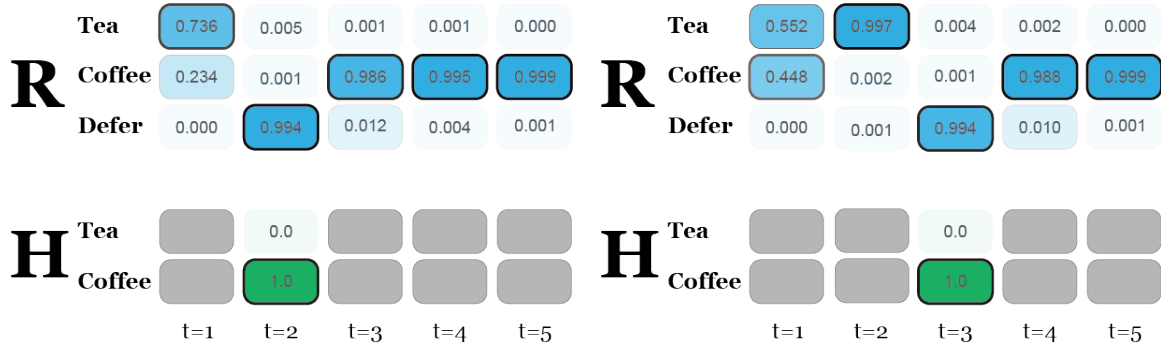 Tea 0.736 0.005 0.001 0.001 0.000 Tea 0.552 0.997 0.004 0.002 0.000
R Coffee 0.234 0.001 0.986 0.995 0.999 R Coffee 0.448 0.002 0.001 0.988 0.999
Defer 0.000 0.994 0.012 0.004 0.001 Defer 0.000 0.001 0.994 0.010 0.001
Tea 0.0 Tea 0.0
H Coffee 1.0 H Coffee 1.0
t=1 t=2 t=3 t=4 t=5 t=1 t=2 t=3 t=4 t=5